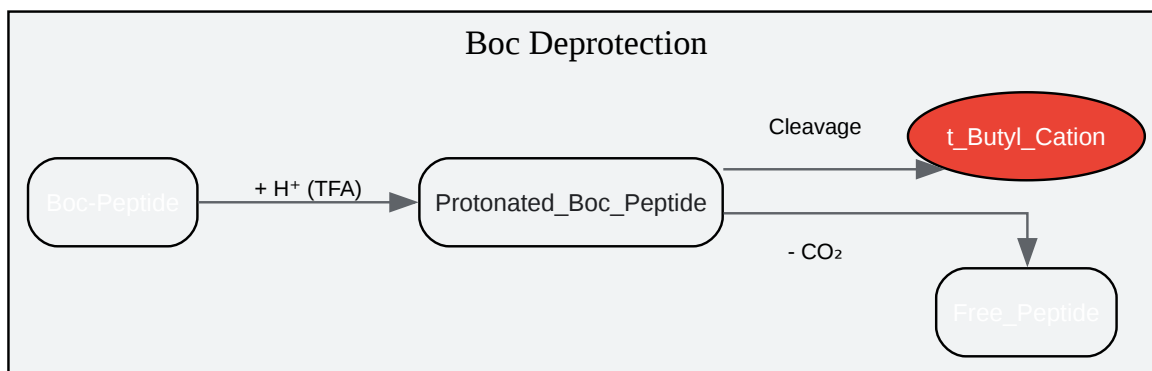 Boc Deprotection
Boc-Peptide
+ H⁺ (TFA)
Protonated_Boc_Peptide
Cleavage
t_Butyl_Cation
- CO₂
Free_Peptide